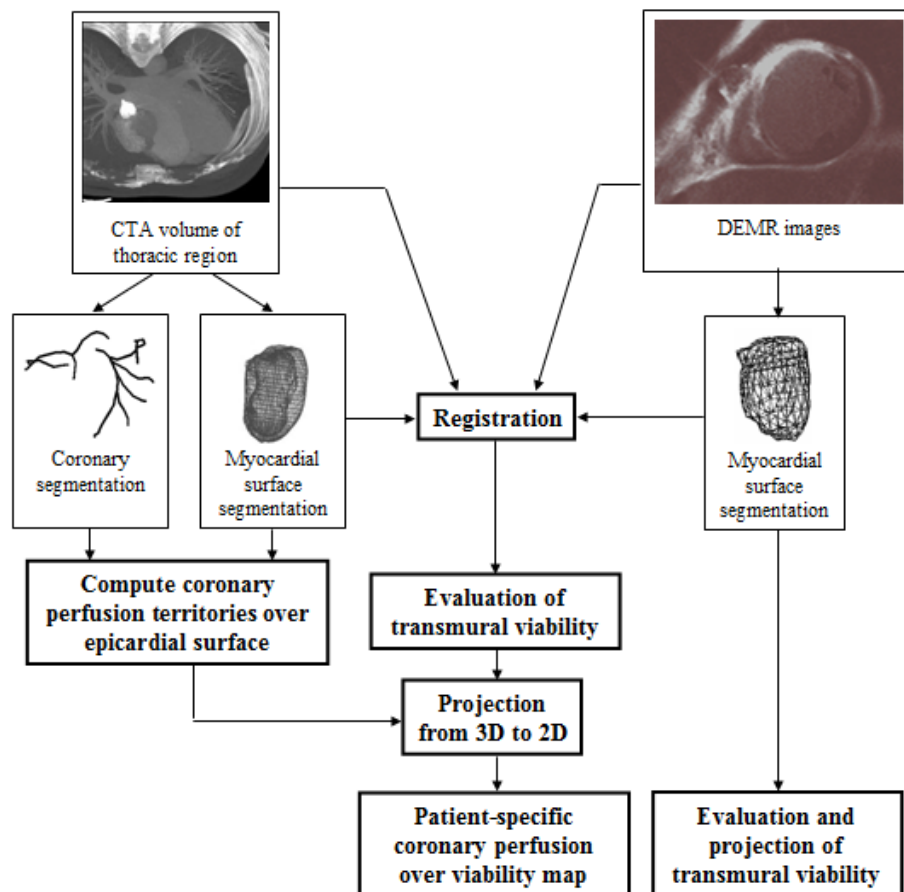 CTA volume of
thoracic region
DEMR images
Coronary
segmentation
Myocardial
surface
segmentation
Registration
Myocardial
surface
segmentation
Compute coronary
perfusion territories over
epicardial surface
Evaluation of
transmural viability
Projection
from 3D to 2D
Patient-specific
coronary perfusion
over viability map
Evaluation and
projection of
transmural viability